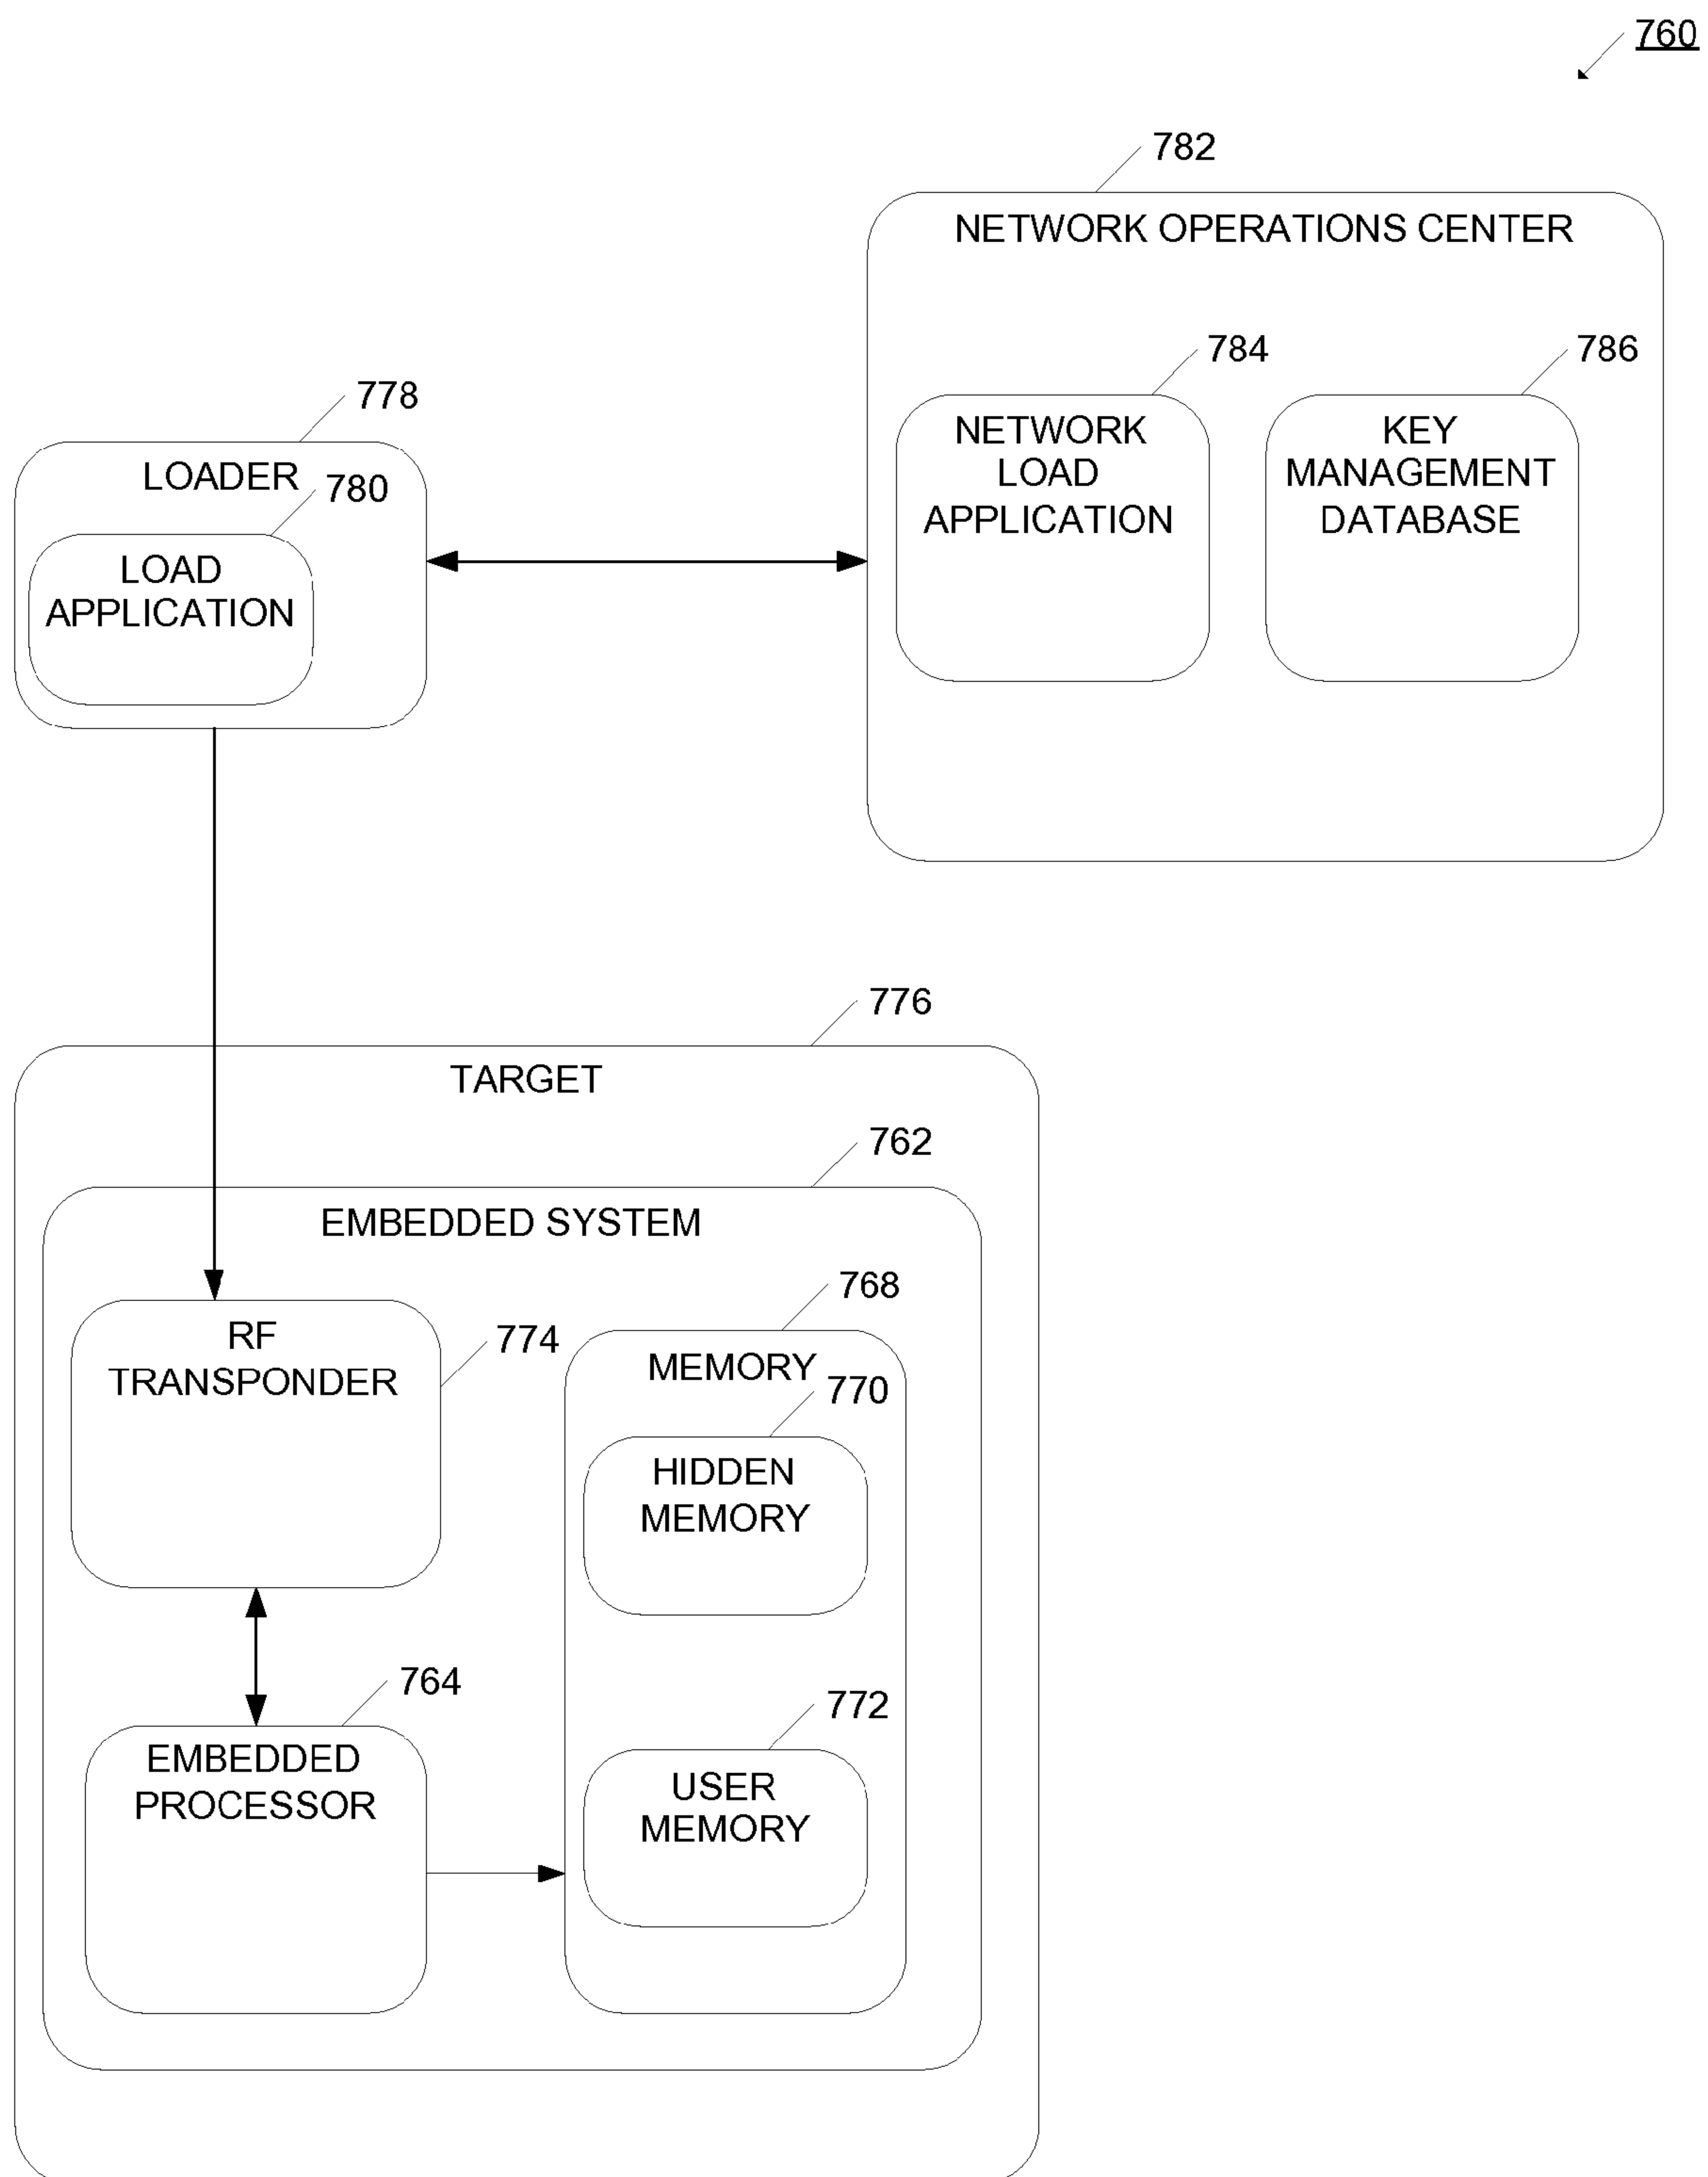 760
782
NETWORK OPERATIONS CENTER
784
786
NETWORK
LOAD
APPLICATION
KEY
MANAGEMENT
DATABASE
778
LOADER
780
LOAD
APPLICATION
776
TARGET
762
EMBEDDED SYSTEM
RF
TRANSPONDER
774
768
MEMORY
770
HIDDEN
MEMORY
764
EMBEDDED
PROCESSOR
772
USER
MEMORY